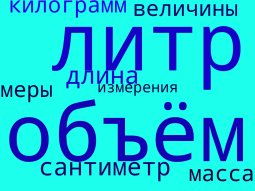 килограмм величины
литр
длина
меры измерения
объём
сантиметр масса